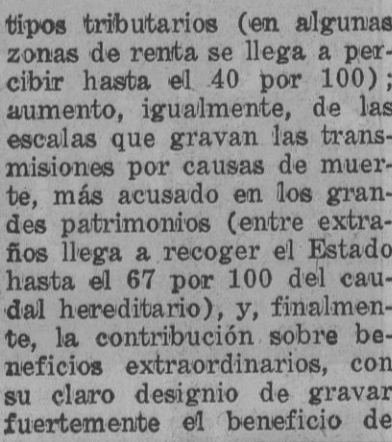 tipos tributarios (en algunas
zonas de renta se llega a per-
cibir hasta el 40 por 100);
aumento, igualmente, de las
escalas que gravan las trans-
misiones por causas de muer-
te, más acusado en los gran-
des patrimonios (entre extra-
ños llega a recoger el Estado
hasta el 67 por 100 del cau-
dal hereditario), y, finalmen-
te, la contribución sobre be-
neficios extraordinarios, con
su claro designio de gravar
fuertemente el beneficio de